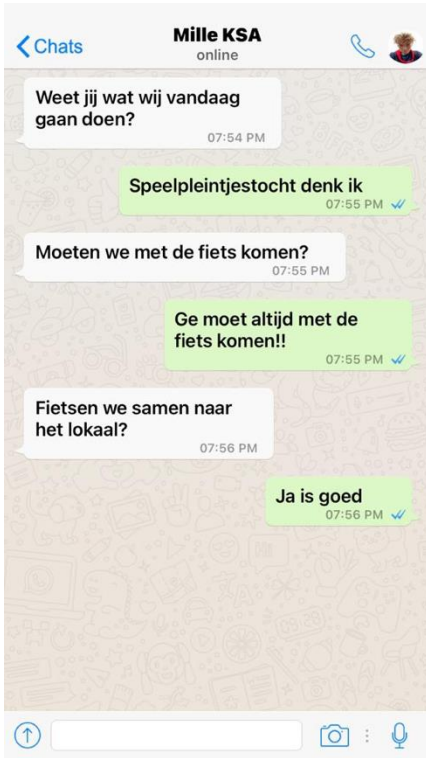 Chats
Mille KSA
online
Weet jij wat wij vandaag
gaan doen?
07:54 PM
Speelpleintjestocht denk ik
07:55 PM
Moeten we met de fiets komen?
07:55 PM
Ge moet altijd met de
fiets komen!!
07:55 PM
Fietsen we samen naar
het lokaal?
07:56 PM
Ja is goed
07:56 PM